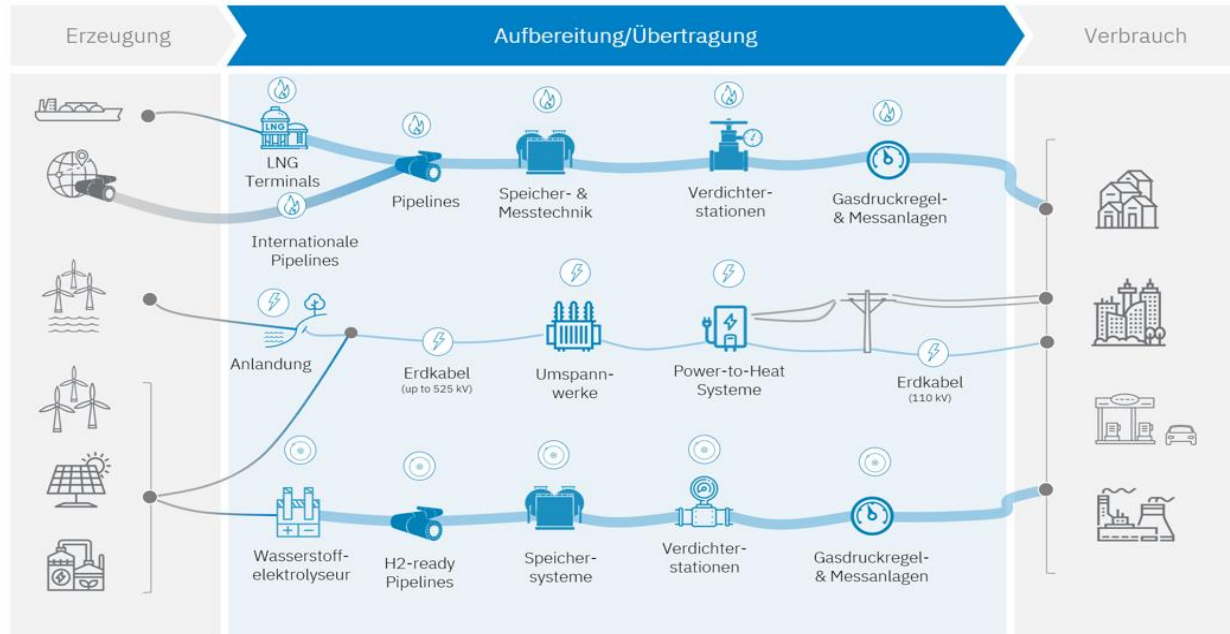 Erzeugung
Aufbereitung/Übertragung
Verbrauch
LNG
LNG
Terminals
Pipelines
Speicher- &
Messtechnik
Verdichter-
stationen
Gasdruckregel-
& Messanlagen
Internationale
Pipelines
Anlandung
Erdkabel
(up to 525 kV)
Umspann-
werke
Power-to-Heat
Systeme
Erdkabel
(110 kV)
Wasserstoff-
elektrolyseur
H2-ready
Pipelines
Speicher-
systeme
Verdichter-
stationen
Gasdruckregel-
& Messanlagen